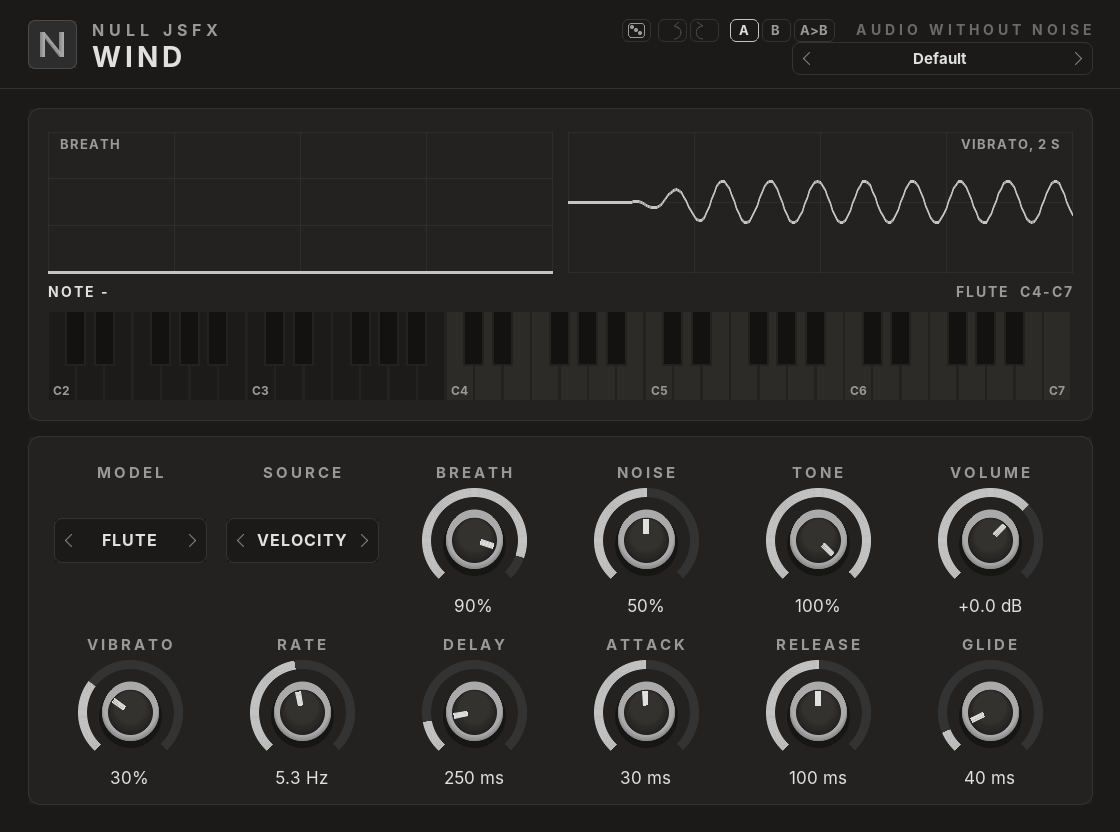 N
NULL JSFX
WIND
A
B
A>B
AUDIO WITHOUT NOISE
Default
BREATH
VIBRATO, 2 S
NOTE -
FLUTE C4-C7
C2
C3
C4
C5
C6
C7
MODEL
SOURCE
BREATH
NOISE
TONE
VOLUME
FLUTE
VELOCITY
90%
50%
100%
+0.0 dB
VIBRATO
RATE
DELAY
ATTACK
RELEASE
GLIDE
30%
5.3 Hz
250 ms
30 ms
100 ms
40 ms